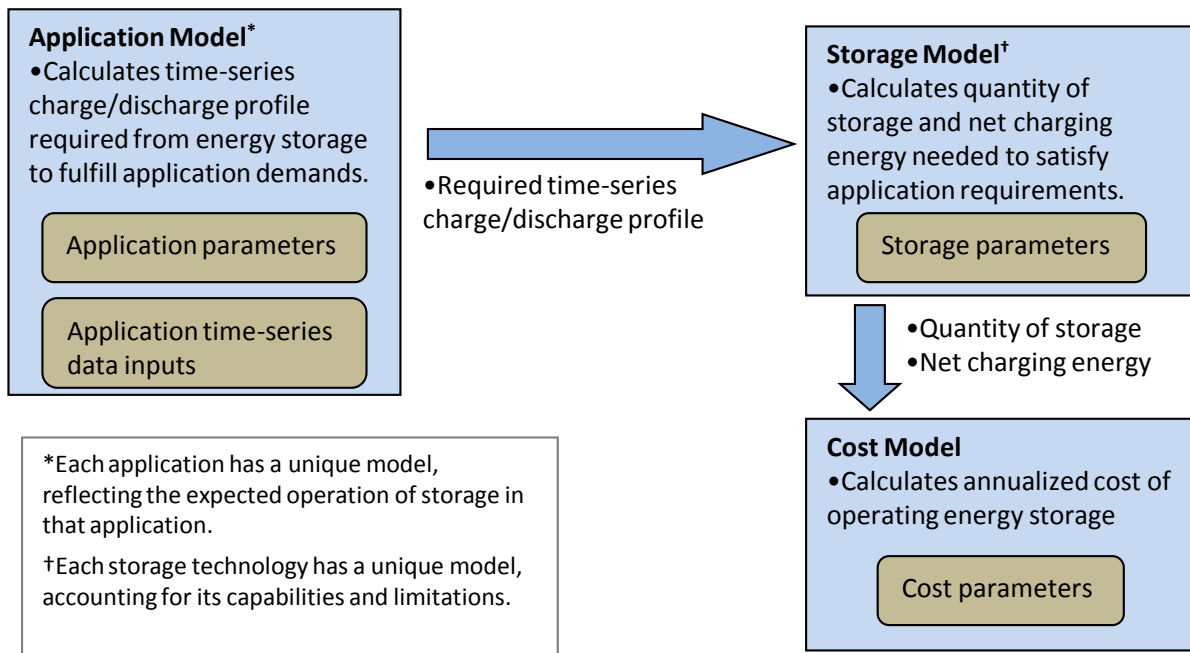 Application Model*
•Calculates time-series
charge/discharge profile
required from energy storage
to fulfill application demands.
Application parameters
Application time-series
data inputs
•Required time-series
charge/discharge profile
Storage Model†
•Calculates quantity of
storage and net charging
energy needed to satisfy
application requirements.
Storage parameters
•Quantity of storage
•Net charging energy
Cost Model
•Calculates annualized cost of
operating energy storage
Cost parameters
*Each application has a unique model,
reflecting the expected operation of storage in
that application.
†Each storage technology has a unique model,
accounting for its capabilities and limitations.